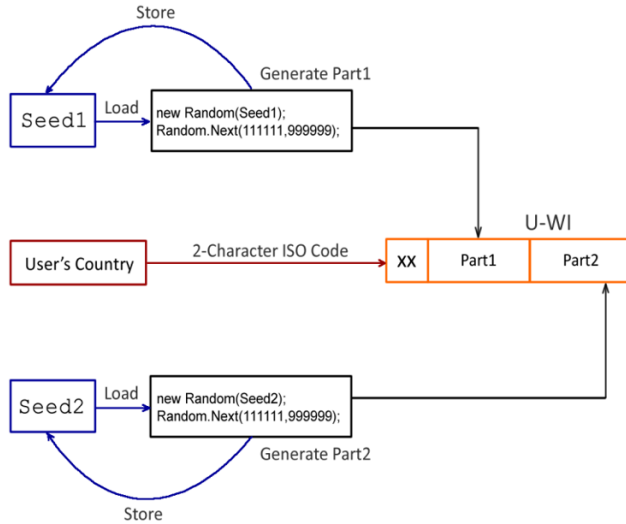 Store
Generate Part1
Seed1
Load
new Random(Seed1);
Random.Next(111111,999999);
U-WI
User's Country
2-Character ISO Code
XX
Part1
Part2
Seed2
Load
new Random(Seed2);
Random.Next(111111,999999);
Generate Part2
Store